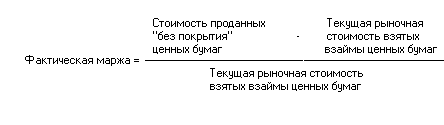 Стоимость проданных
"без покрытия"
ценных бумаг
-
Текущая рыночная
стоимость взятых
взаймы ценных бумаг
Фактическая маржа =
Текущая рыночная стоимость
взятых взаймы ценных бумаг